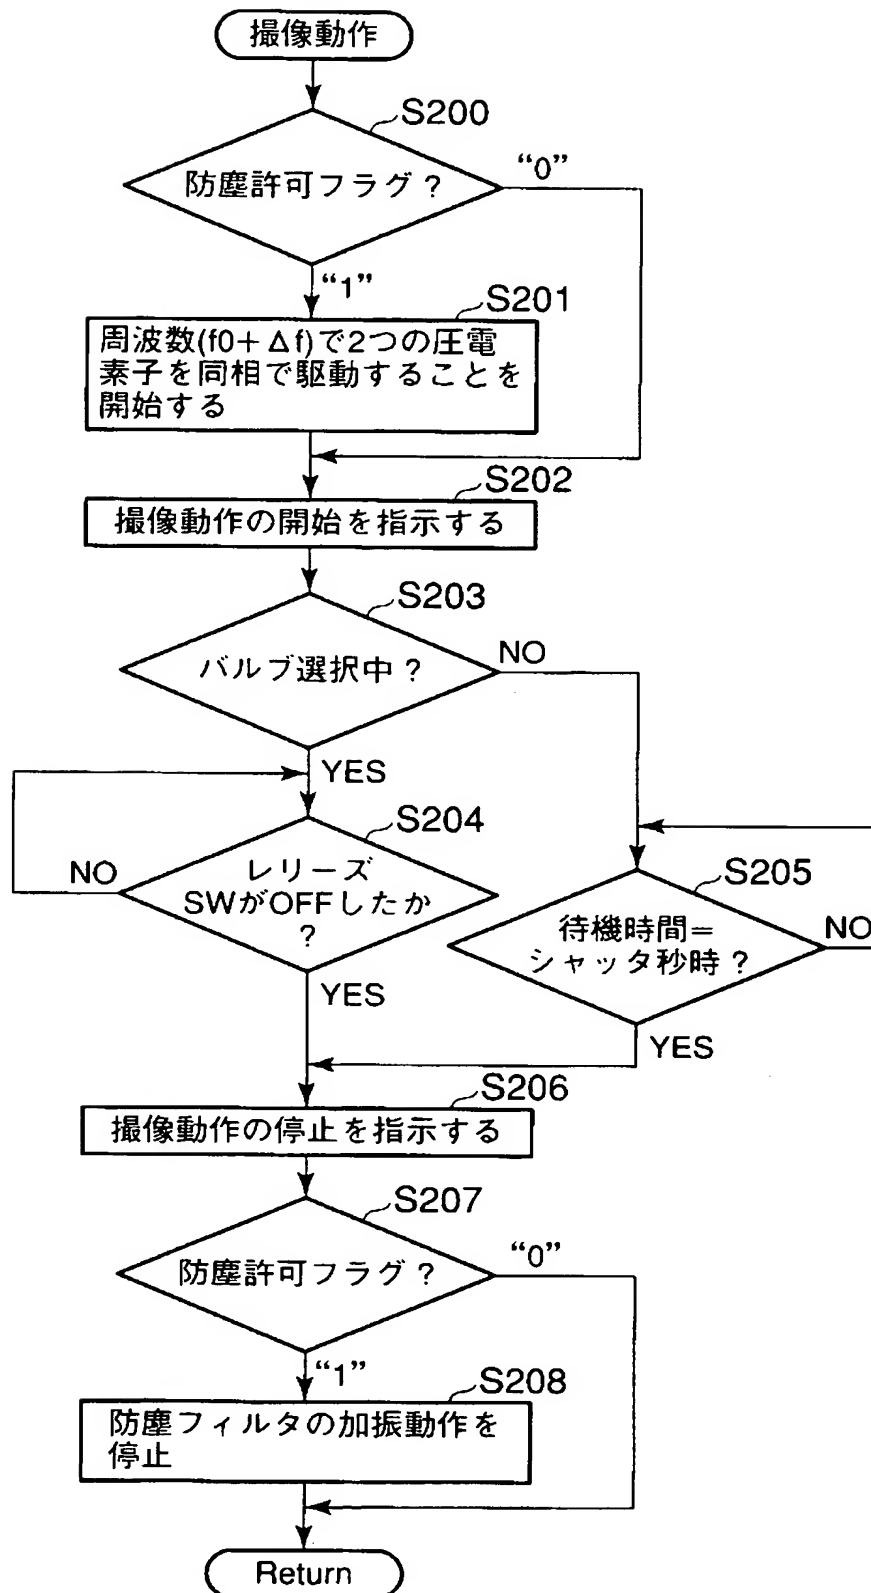 撮像動作
S200
防塵許可フラグ？
“0”
“1”
S201
周波数(f0+Δf)で2つの圧電
素子を同相で駆動することを
開始する
S202
撮像動作の開始を指示する
S203
バルブ選択中？
NO
YES
S204
レリーズ
SWがOFFしたか
？
NO
YES
S205
待機時間＝
シャッタ秒時？
NO
YES
S206
撮像動作の停止を指示する
S207
防塵許可フラグ？
“0”
“1”
S208
防塵フィルタの加振動作を
停止
Return